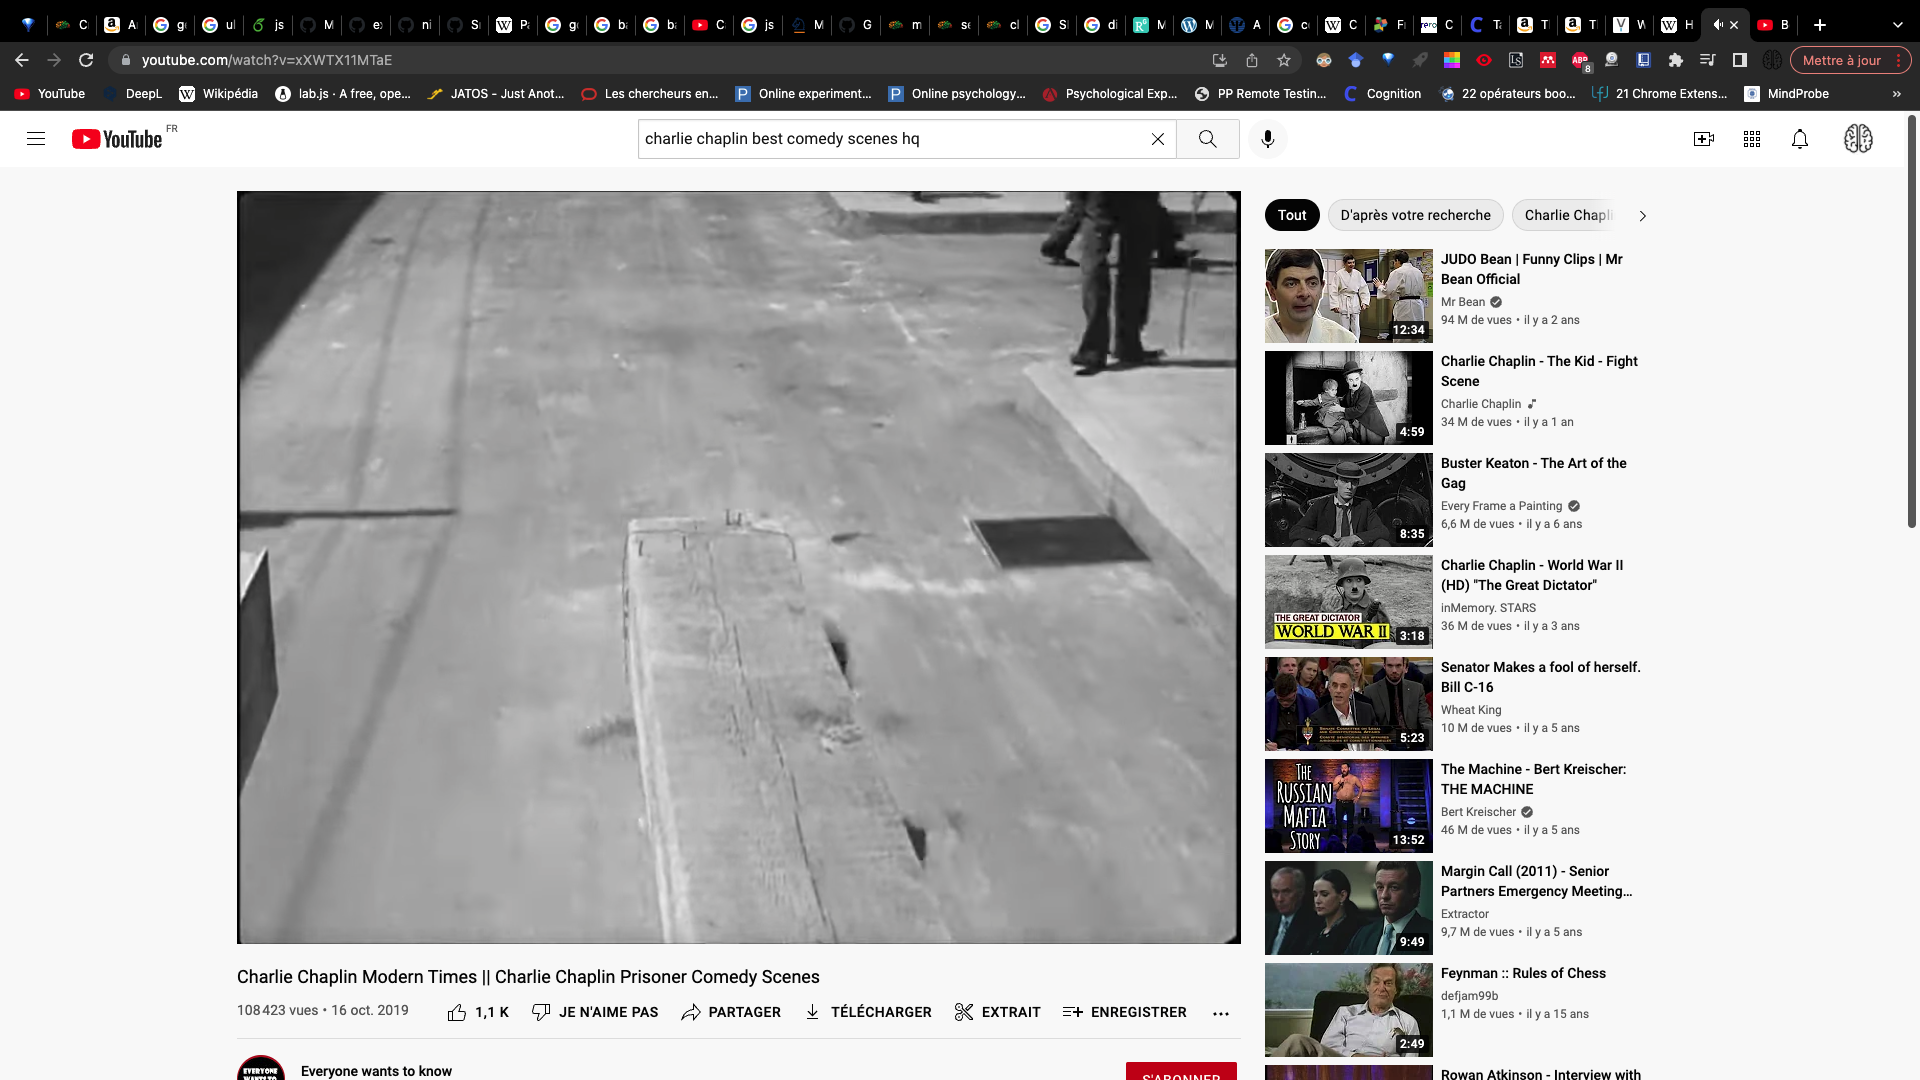 youtube.com/watch?v=xXWTX11MTaE
Mettre à jour
YouTube
DeepL
Wikipédia
lab.js · A free, ope...
JATOS - Just Anot...
Les chercheurs en...
Online experiment...
Online psychology...
Psychological Exp...
PP Remote Testin...
Cognition
22 opérateurs boo...
21 Chrome Extens...
MindProbe
YouTube FR
charlie chaplin best comedy scenes hq
Tout
D'après votre recherche
Charlie Chapli
JUDO Bean | Funny Clips | Mr
Bean Official
Mr Bean
94 M de vues • il y a 2 ans
12:34
Charlie Chaplin - The Kid - Fight
Scene
Charlie Chaplin
34 M de vues • il y a 1 an
4:59
Buster Keaton - The Art of the
Gag
Every Frame a Painting
6,6 M de vues • il y a 6 ans
8:35
Charlie Chaplin - World War II
(HD) "The Great Dictator"
inMemory. STARS
36 M de vues • il y a 3 ans
THE GREAT DICTATOR
WORLD WAR II
3:18
Senator Makes a fool of herself.
Bill C-16
Wheat King
10 M de vues • il y a 5 ans
5:23
The Machine - Bert Kreischer:
THE MACHINE
Bert Kreischer
46 M de vues • il y a 5 ans
THE
RUSSIAN
MAFIA
STORY
13:52
Margin Call (2011) - Senior
Partners Emergency Meeting...
Extractor
9,7 M de vues • il y a 5 ans
9:49
Feynman :: Rules of Chess
defjam99b
1,1 M de vues • il y a 15 ans
2:49
Rowan Atkinson - Interview with
Charlie Chaplin Modern Times || Charlie Chaplin Prisoner Comedy Scenes
108 423 vues • 16 oct. 2019
1,1 K
JE N'AIME PAS
PARTAGER
TÉLÉCHARGER
EXTRAIT
ENREGISTRER
Everyone wants to know
S'ABONNER